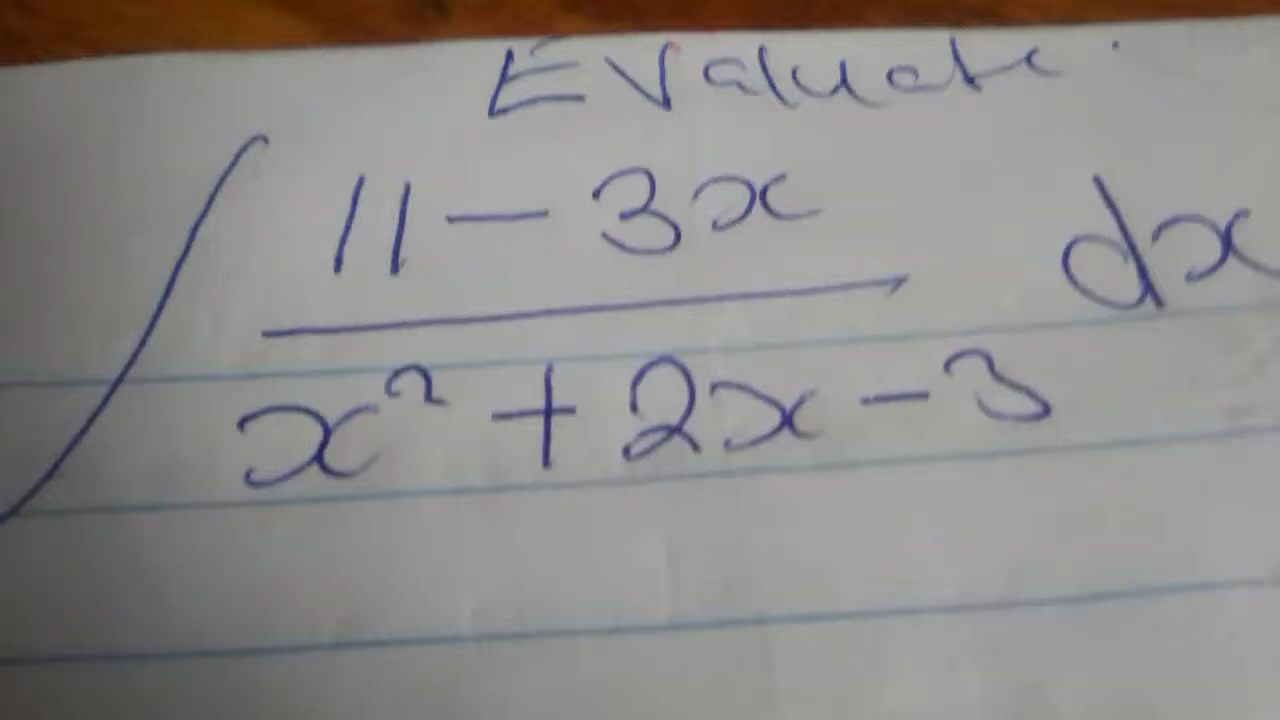 Evaluate.
∫ (11 - 3x) / (x² + 2x - 3) dx